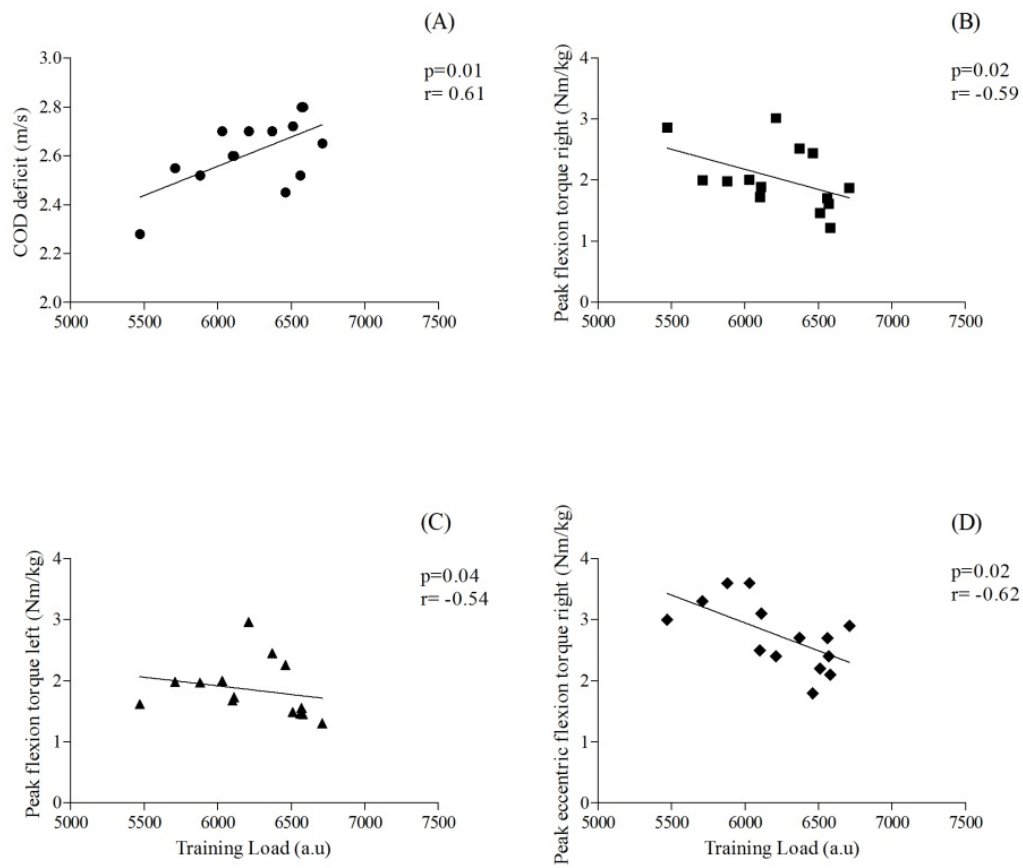 (A)
p=0.01
r= 0.61
COD deficit (m/s)
3.0
2.8
2.6
2.4
2.2
2.0
5000 5500 6000 6500 7000 7500
(B)
p=0.02
r= -0.59
Peak flexion torque right (Nm/kg)
4
3
2
1
0
5000 5500 6000 6500 7000 7500
(C)
p=0.04
r= -0.54
Peak flexion torque left (Nm/kg)
4
3
2
1
0
5000 5500 6000 6500 7000 7500
Training Load (a.u)
(D)
p=0.02
r= -0.62
Peak eccentric flexion torque right (Nm/kg)
4
3
2
1
0
5000 5500 6000 6500 7000 7500
Training Load (a.u)